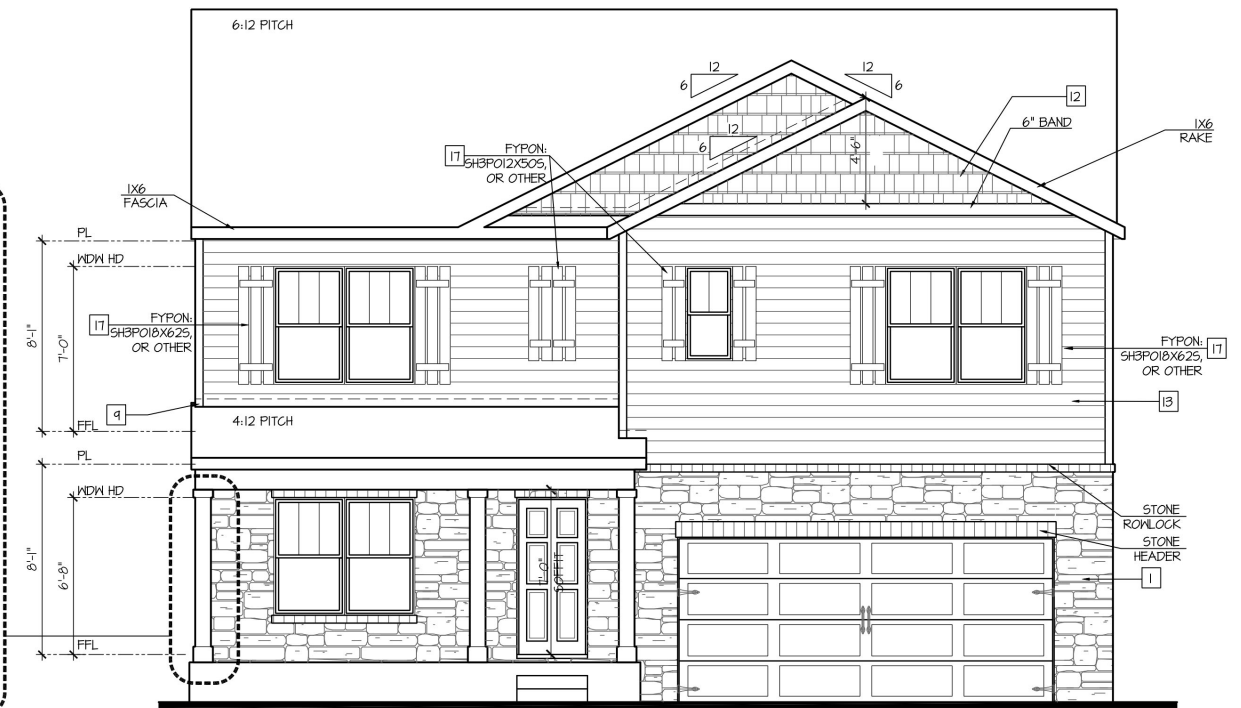 6:12 PITCH
12
6
12
6
12
6
12
6" BAND
1X6
RAKE
4'-6"
17
FYPON:
SH3PO12X50S,
OR OTHER
1X6
FASCIA
PL
WDW HD
8'-1"
7'-0"
17
FYPON:
SH3PO18X62S,
OR OTHER
FYPON:
SH3PO18X62S,
OR OTHER
17
13
9
FFL
4:12 PITCH
PL
WDW HD
8'-1"
6'-8"
7'-0"
SOFFIT
STONE
ROWLOCK
STONE
HEADER
1
FFL